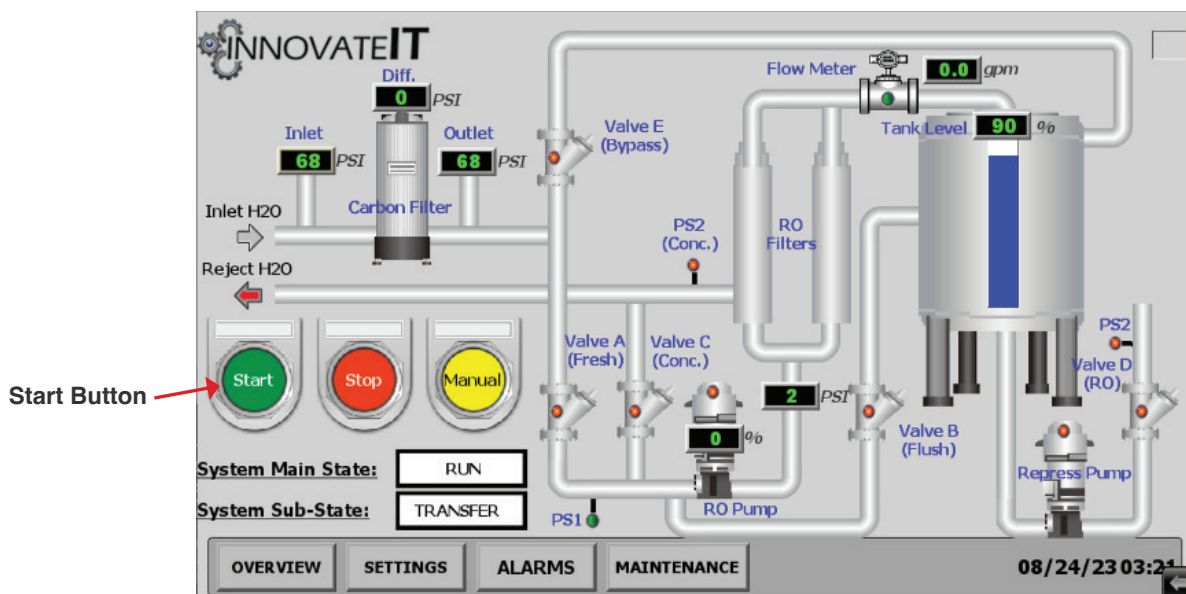 INNOVATEIT
Diff.
0 PSI
Flow Meter
0.0 gpm
Inlet
68 PSI
Outlet
68 PSI
Valve E
(Bypass)
Tank Level 90 %
Carbon Filter
Inlet H2O
PS2
(Conc.)
RO
Filters
Reject H2O
Start
Stop
Manual
Start Button
Valve A
(Fresh)
Valve C
(Conc.)
PS2
Valve D
(RO)
2 PSI
0 %
Valve B
(Flush)
Repress Pump
System Main State: RUN
System Sub-State: TRANSFER
PS1
RO Pump
OVERVIEW
SETTINGS
ALARMS
MAINTENANCE
08/24/23 03:21